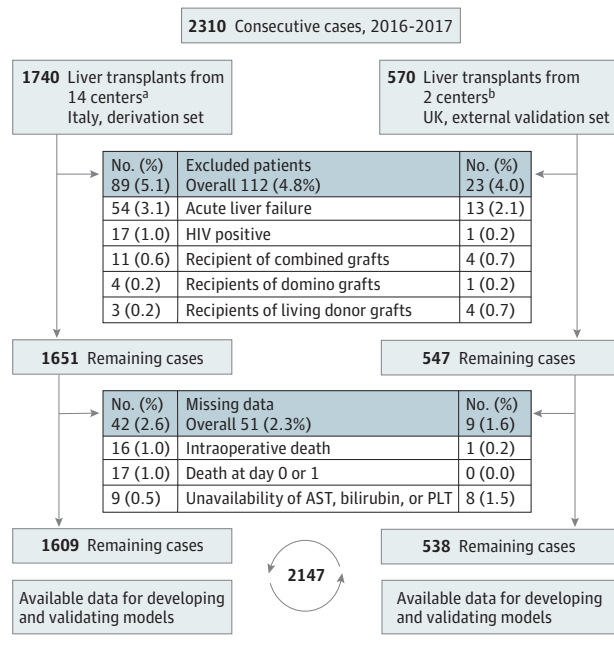 2310 Consecutive cases, 2016-2017
1740 Liver transplants from
14 centersᵃ
Italy, derivation set
570 Liver transplants from
2 centersᵇ
UK, external validation set
No. (%) Excluded patients No. (%)
89 (5.1) Overall 112 (4.8%) 23 (4.0)
54 (3.1) Acute liver failure 13 (2.1)
17 (1.0) HIV positive 1 (0.2)
11 (0.6) Recipient of combined grafts 4 (0.7)
4 (0.2) Recipients of domino grafts 1 (0.2)
3 (0.2) Recipients of living donor grafts 4 (0.7)
1651 Remaining cases
547 Remaining cases
No. (%) Missing data No. (%)
42 (2.6) Overall 51 (2.3%) 9 (1.6)
16 (1.0) Intraoperative death 1 (0.2)
17 (1.0) Death at day 0 or 1 0 (0.0)
9 (0.5) Unavailability of AST, bilirubin, or PLT 8 (1.5)
1609 Remaining cases
2147
538 Remaining cases
Available data for developing
and validating models
Available data for developing
and validating models